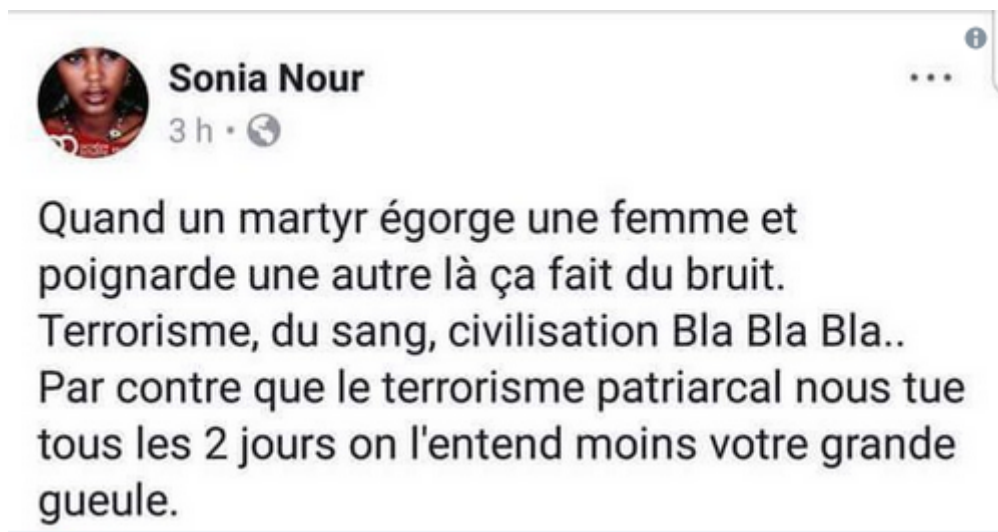 Sonia Nour
3 h
Quand un martyr égorge une femme et
poignarde une autre là ça fait du bruit.
Terrorisme, du sang, civilisation Bla Bla Bla..
Par contre que le terrorisme patriarcal nous tue
tous les 2 jours on l'entend moins votre grande
gueule.